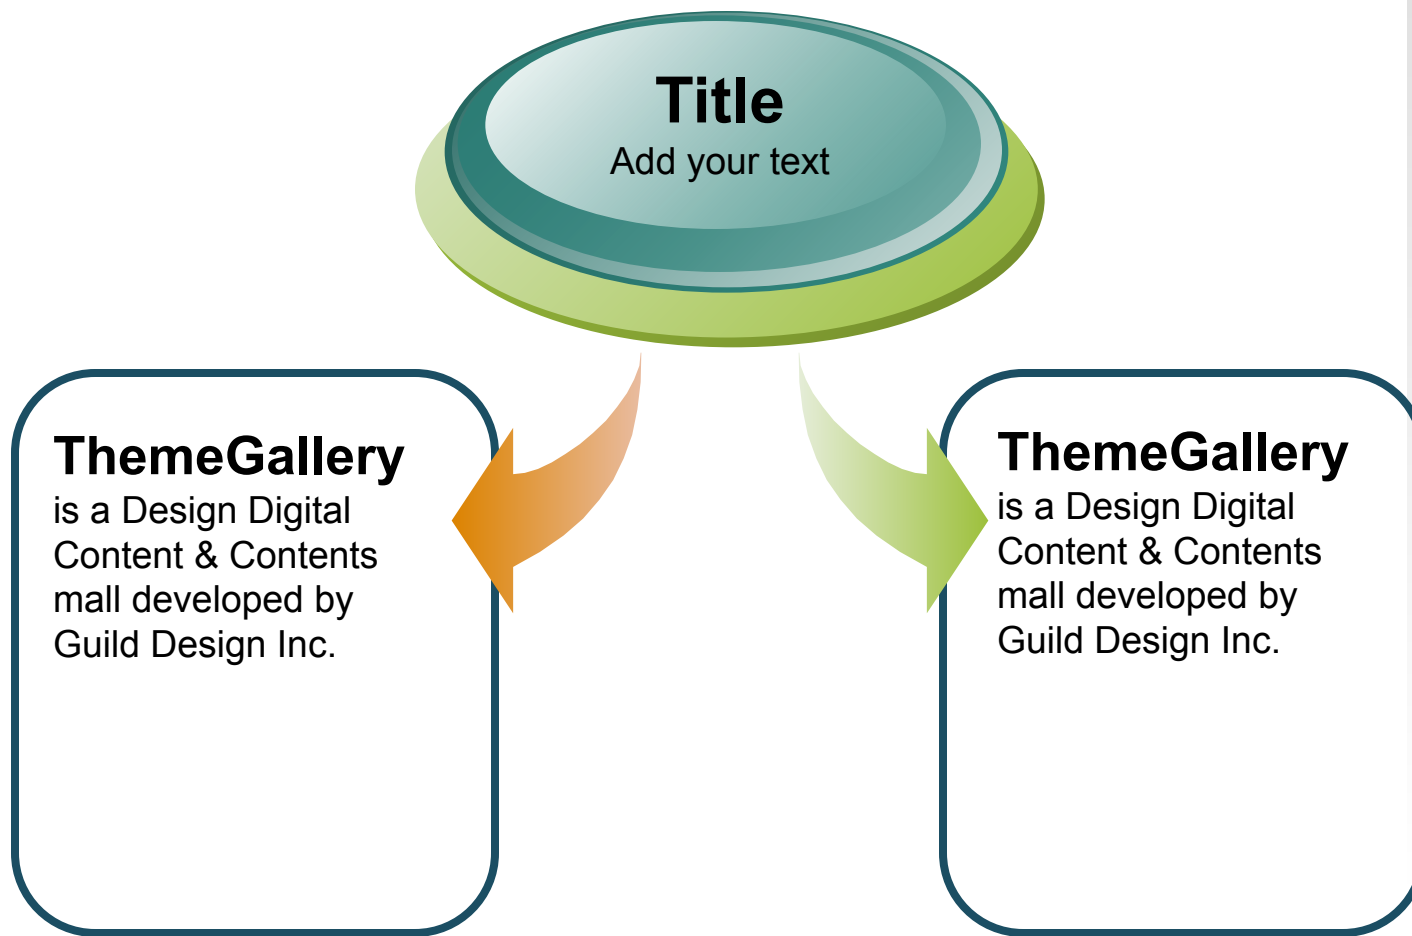 Title
Add your text
ThemeGallery
is a Design Digital
Content & Contents
mall developed by
Guild Design Inc.
ThemeGallery
is a Design Digital
Content & Contents
mall developed by
Guild Design Inc.